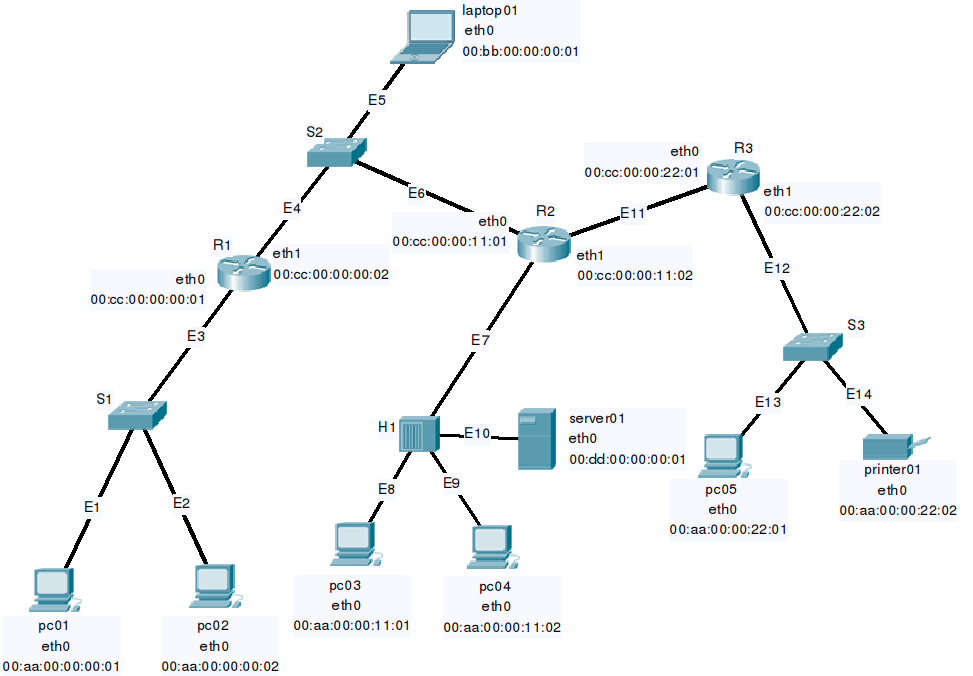 laptop01
eth0
00:bb:00:00:00:01
E5
S2
E6
E4
R3
eth0
00:cc:00:00:22:01
eth1
00:cc:00:00:22:02
E11
R2
eth0
00:cc:00:00:11:01
eth1
00:cc:00:00:11:02
R1
eth1
00:cc:00:00:00:02
eth0
00:cc:00:00:00:01
E12
E3
E7
S3
S1
E13
E14
H1
E10
server01
eth0
00:dd:00:00:00:01
E8
E9
E1
E2
printer01
eth0
00:aa:00:00:22:02
pc05
eth0
00:aa:00:00:22:01
pc03
eth0
00:aa:00:00:11:01
pc04
eth0
00:aa:00:00:11:02
pc01
eth0
00:aa:00:00:00:01
pc02
eth0
00:aa:00:00:00:02